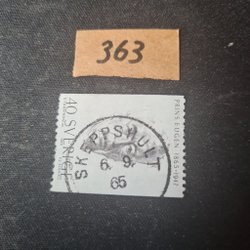 363
40 SVERIGE
PRINS EUGEN 1865-1947
SKEPPSHULT
6. 9.
65